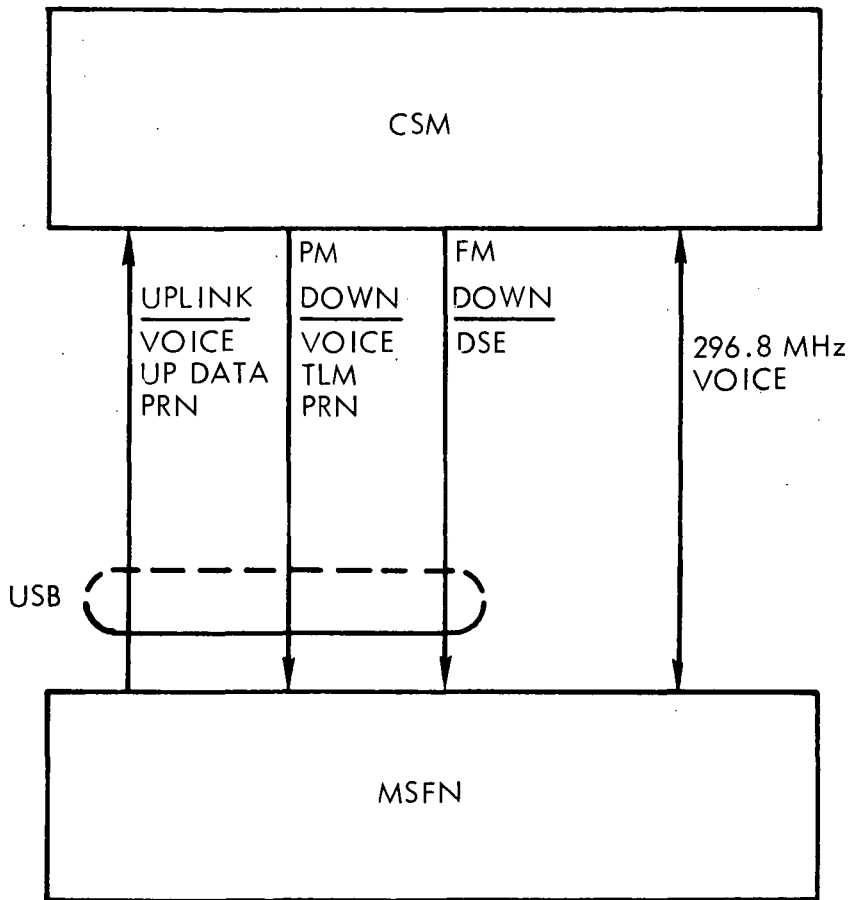 CSM
UPLINK
VOICE
UP DATA
PRN
PM
DOWN
VOICE
TLM
PRN
FM
DOWN
DSE
296.8 MHz
VOICE
USB
MSFN